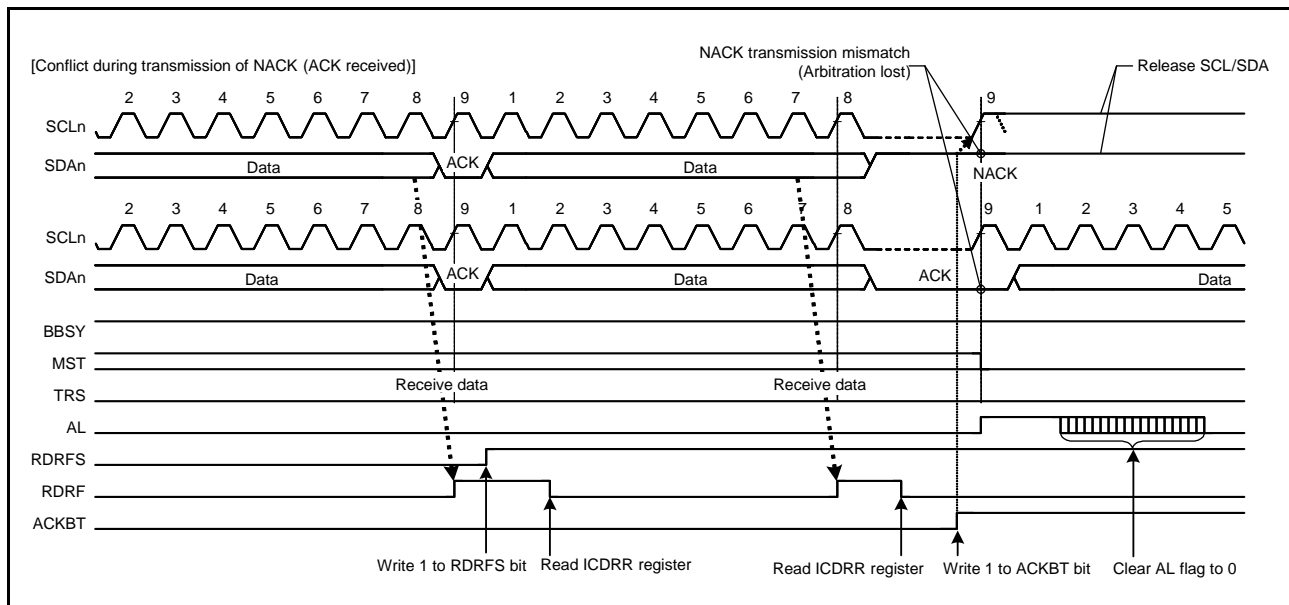 [Conflict during transmission of NACK (ACK received)]
NACK transmission mismatch
(Arbitration lost)
Release SCL/SDA
2 3 4 5 6 7 8 9 1 2 3 4 5 6 7 8 9
SCLn
SDAn Data ACK Data NACK
2 3 4 5 6 7 8 9 1 2 3 4 5 6 7 8 9 1 2 3 4 5
SCLn
SDAn Data ACK Data ACK Data
BBSY
MST
Receive data Receive data
TRS
AL
RDRFS
RDRF
ACKBT
Write 1 to RDRFS bit Read ICDRR register Read ICDRR register Write 1 to ACKBT bit Clear AL flag to 0